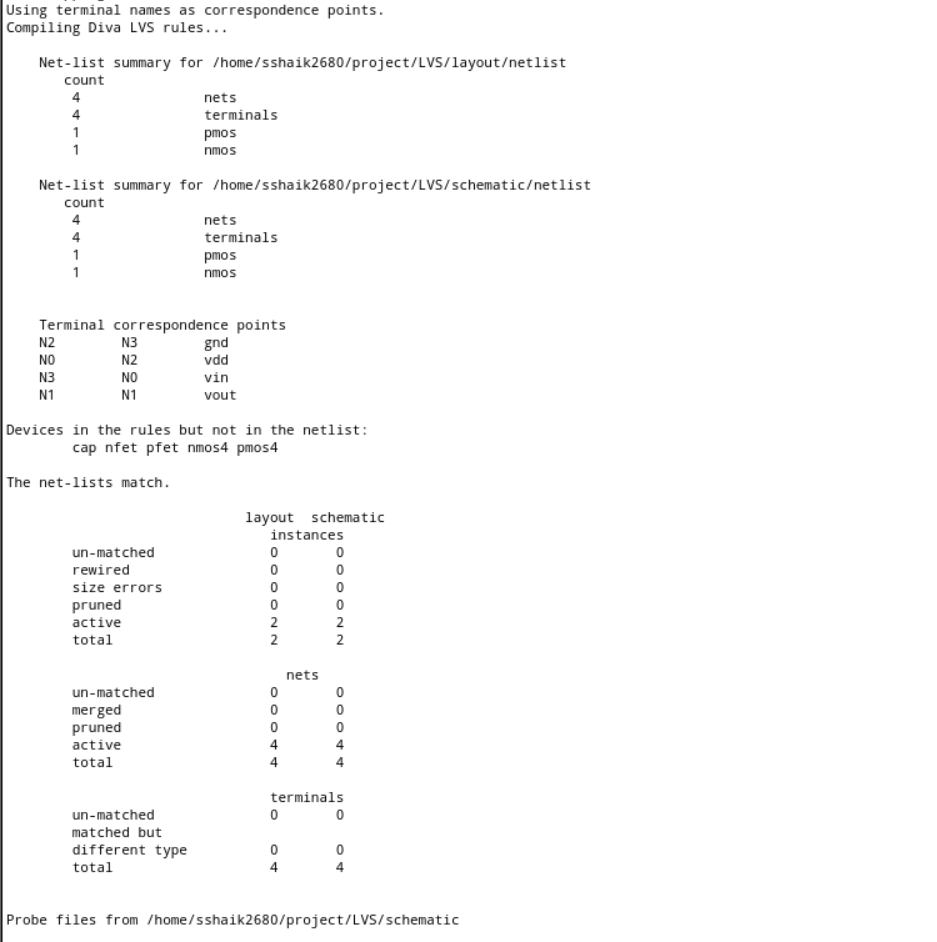 Using terminal names as correspondence points.
Compiling Diva LVS rules...
Net-list summary for /home/sshaik2680/project/LVS/layout/netlist
count
4 nets
4 terminals
1 pmos
1 nmos
Net-list summary for /home/sshaik2680/project/LVS/schematic/netlist
count
4 nets
4 terminals
1 pmos
1 nmos
Terminal correspondence points
N2 N3 gnd
N0 N2 vdd
N3 N0 vin
N1 N1 vout
Devices in the rules but not in the netlist:
cap nfet pfet nmos4 pmos4
The net-lists match.
layout schematic
instances
un-matched 0 0
rewired 0 0
size errors 0 0
pruned 0 0
active 2 2
total 2 2
nets
un-matched 0 0
merged 0 0
pruned 0 0
active 4 4
total 4 4
terminals
un-matched 0 0
matched but
different type 0 0
total 4 4
Probe files from /home/sshaik2680/project/LVS/schematic